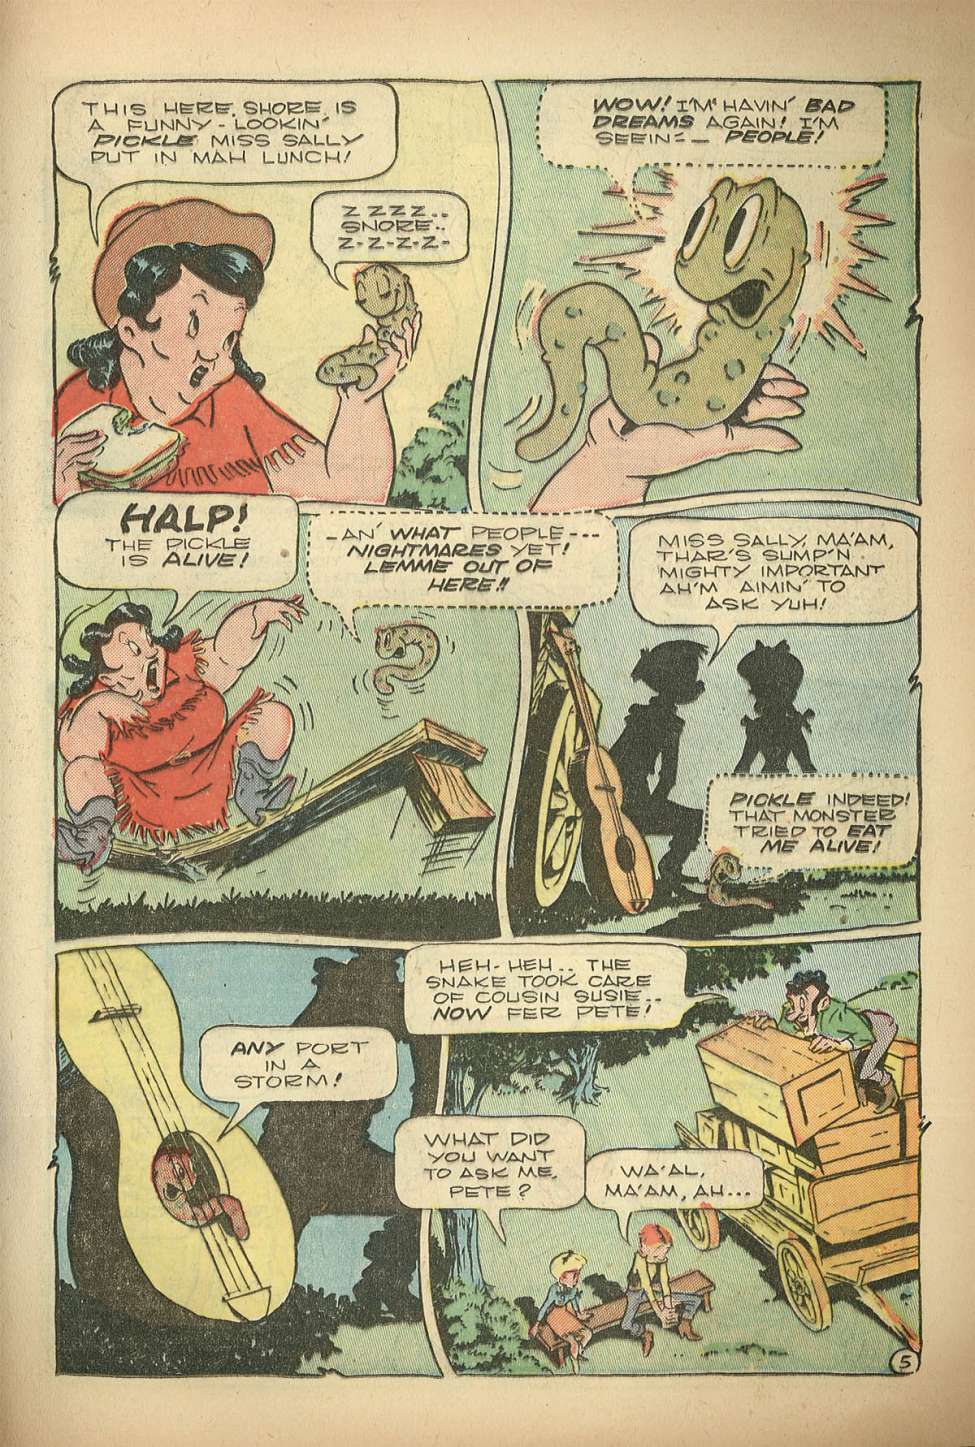 THIS HERE, SHORE, IS
A FUNNY-LOOKIN'
PICKLE MISS SALLY
PUT IN MAH LUNCH!
Z ZZZ..
SNORE..
Z-Z-Z-Z-
WOW! I'M HAVIN' BAD
DREAMS AGAIN! I'M
SEEIN'-- PEOPLE!
HALP!
THE PICKLE
IS ALIVE!
-AN' WHAT PEOPLE---
NIGHTMARES YET!
LEMME OUT OF
HERE!!
MISS SALLY, MA'AM,
THAR'S SUMP'N
MIGHTY IMPORTANT
AH'M AIMIN' TO
ASK YUH!
PICKLE INDEED!
THAT MONSTER
TRIED TO EAT
ME ALIVE!
ANY PORT
IN A
STORM!
HEH-HEH.. THE
SNAKE TOOK CARE
OF COUSIN SUSIE..
NOW FER PETE!
WHAT DID
YOU WANT
TO ASK ME,
PETE?
WA'AL,
MA'AM, AH...
5